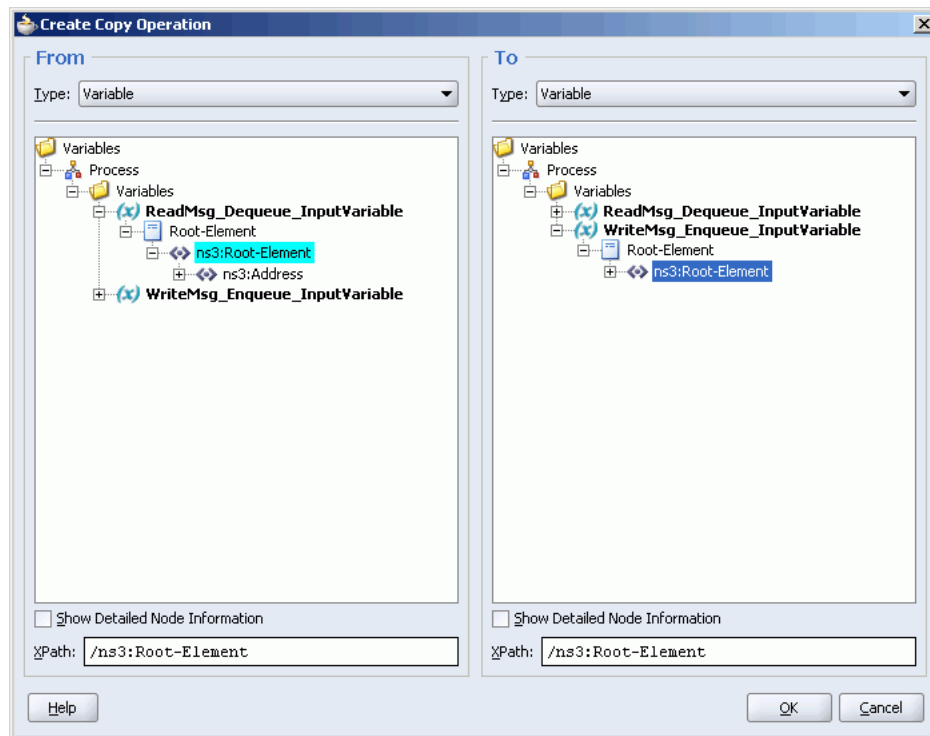 Create Copy Operation
From
Type: Variable
Variables
Process
Variables
ReadMsg_Dequeue_InputVariable
Root-Element
ns3:Root-Element
ns3:Address
WriteMsg_Enqueue_InputVariable
Show Detailed Node Information
XPath: /ns3:Root-Element
To
Type: Variable
Variables
Process
Variables
ReadMsg_Dequeue_InputVariable
WriteMsg_Enqueue_InputVariable
Root-Element
ns3:Root-Element
Show Detailed Node Information
XPath: /ns3:Root-Element
Help
OK
Cancel